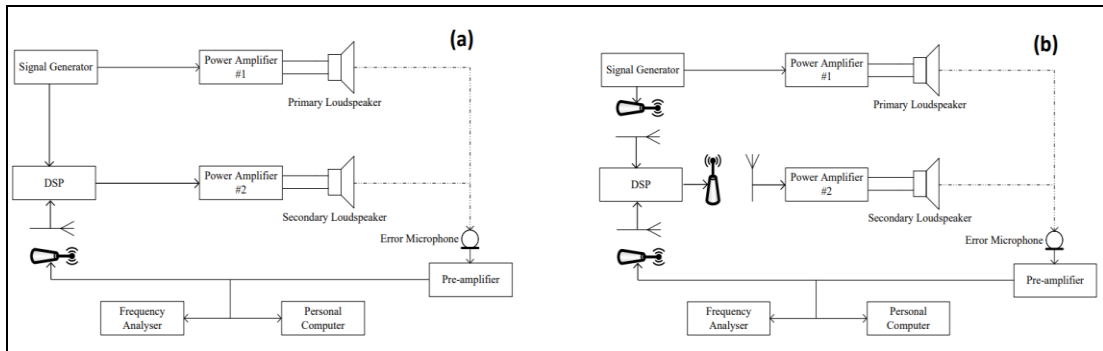 (a)
Signal Generator
Power Amplifier
#1
Primary Loudspeaker
DSP
Power Amplifier
#2
Secondary Loudspeaker
Error Microphone
Pre-amplifier
Frequency
Analyser
Personal
Computer
(b)
Signal Generator
Power Amplifier
#1
Primary Loudspeaker
DSP
Power Amplifier
#2
Secondary Loudspeaker
Error Microphone
Pre-amplifier
Frequency
Analyser
Personal
Computer